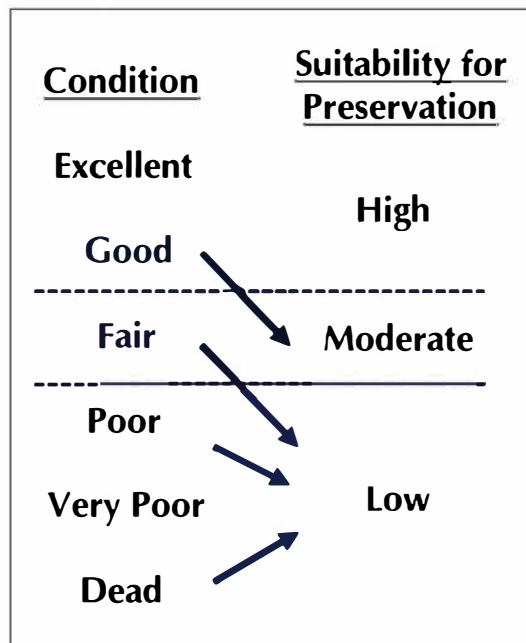 Condition
Suitability for
Preservation
Excellent
High
Good
Fair
Moderate
Poor
Very Poor
Low
Dead